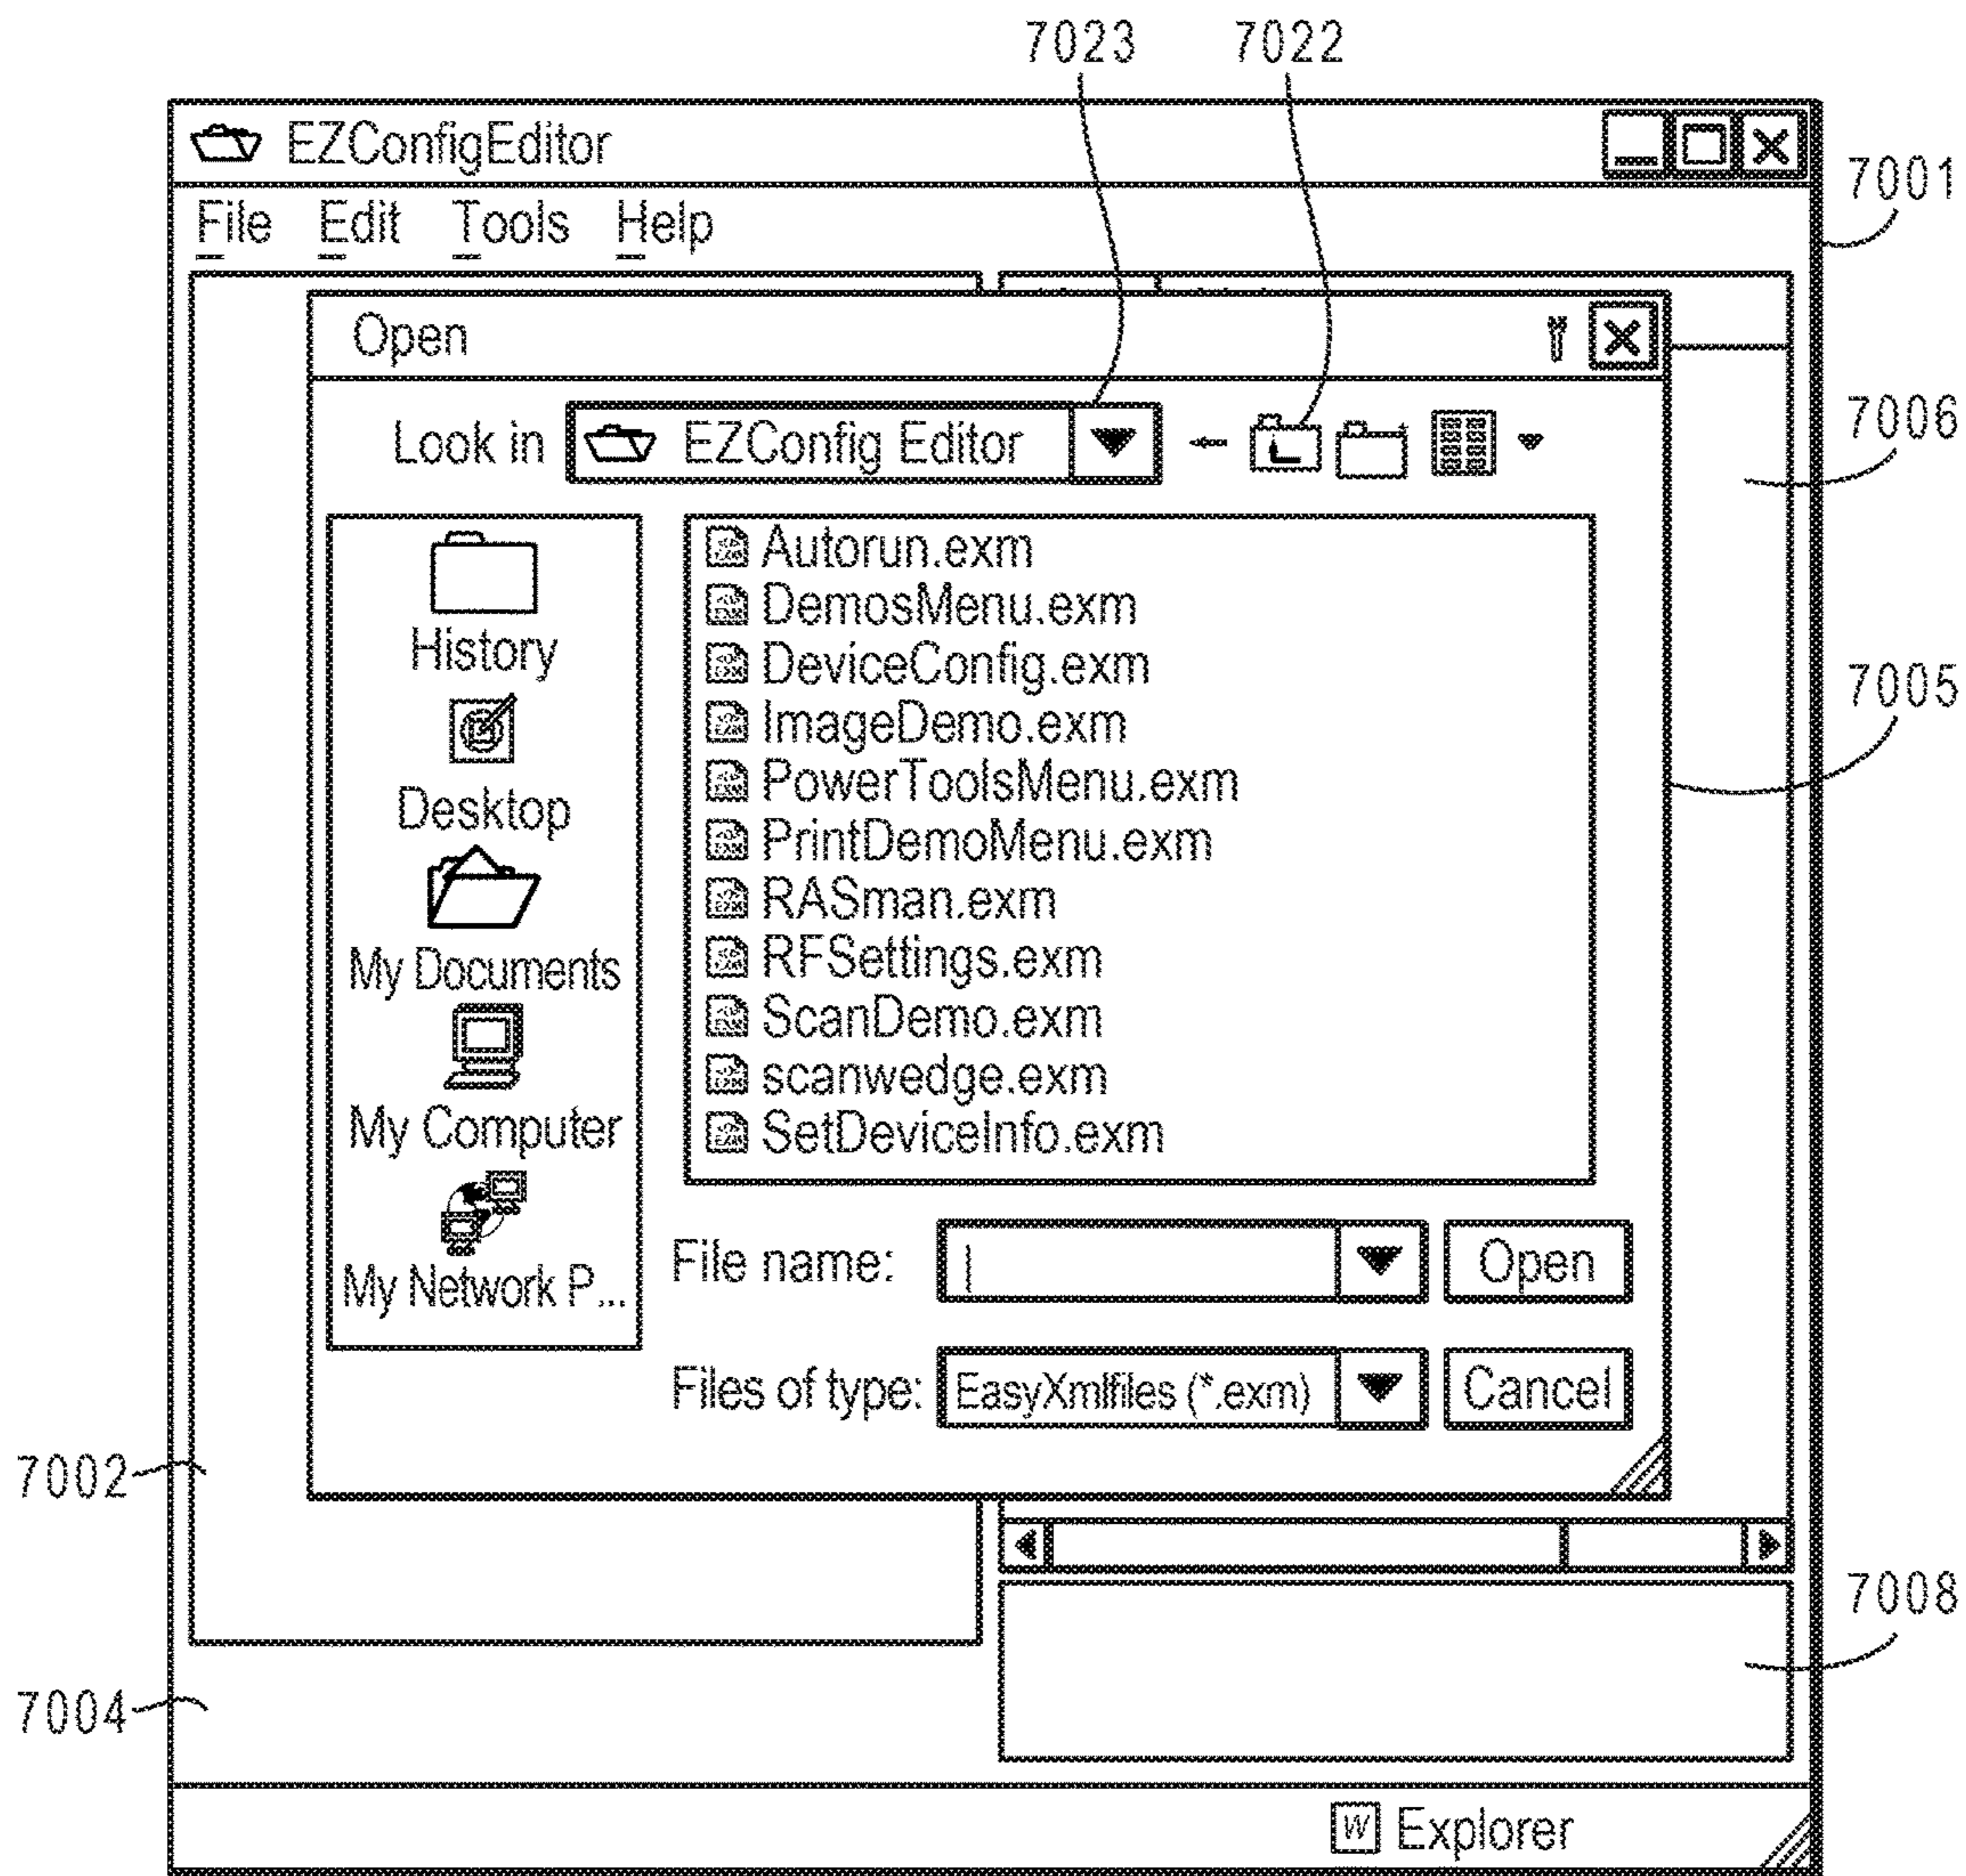 7023 7022
EZConfigEditor
7001
File Edit Tools Help
Open
7006
Look in EZConfig Editor
Autorun.exm
DemosMenu.exm
History
DeviceConfig.exm
7005
ImageDemo.exm
PowerToolsMenu.exm
Desktop
PrintDemoMenu.exm
RASman.exm
My Documents
RFSettings.exm
ScanDemo.exm
scanwedge.exm
My Computer
SetDeviceInfo.exm
File name: Open
My Network P...
Files of type: EasyXmlfiles (*.exm) Cancel
7002
7008
7004
W Explorer